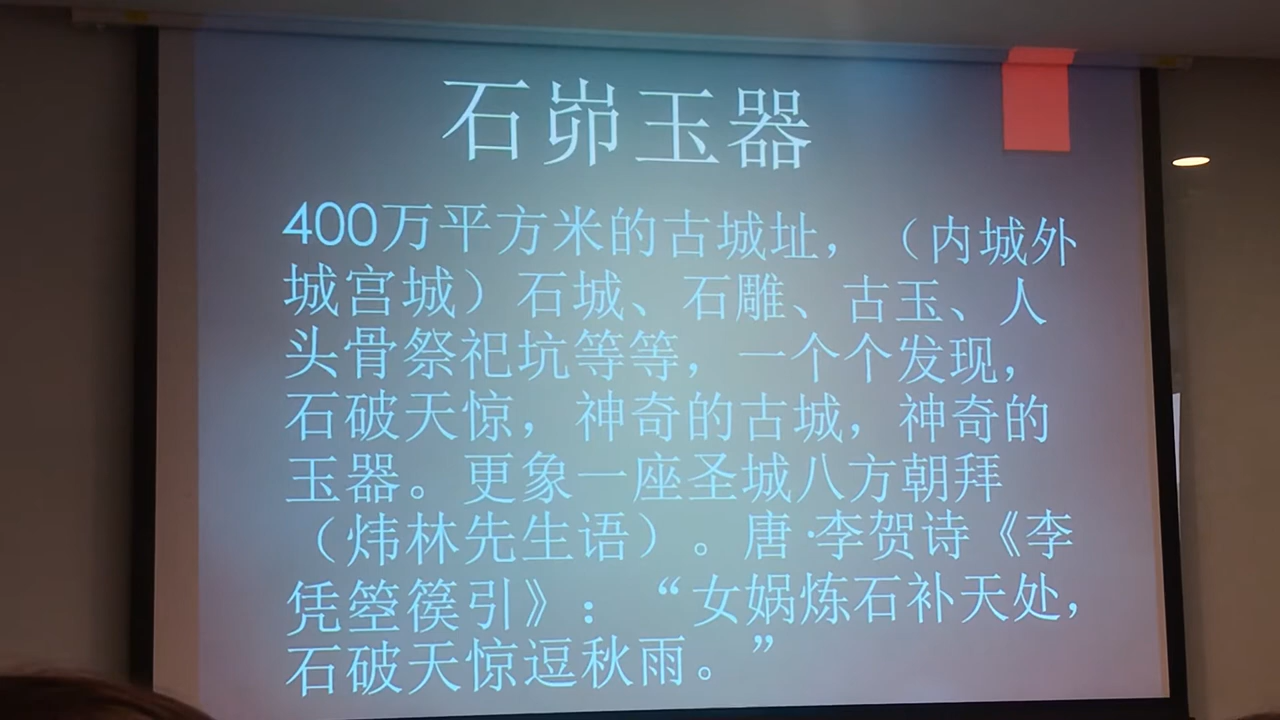 石峁玉器
400万平方米的古城址，（内城外
城宫城）石城、石雕、古玉、人
头骨祭祀坑等等，一个个发现，
石破天惊，神奇的古城，神奇的
玉器。更象一座圣城八方朝拜
（炜林先生语）。唐·李贺诗《李
凭箜篌引》：“女娲炼石补天处，
石破天惊逗秋雨。”